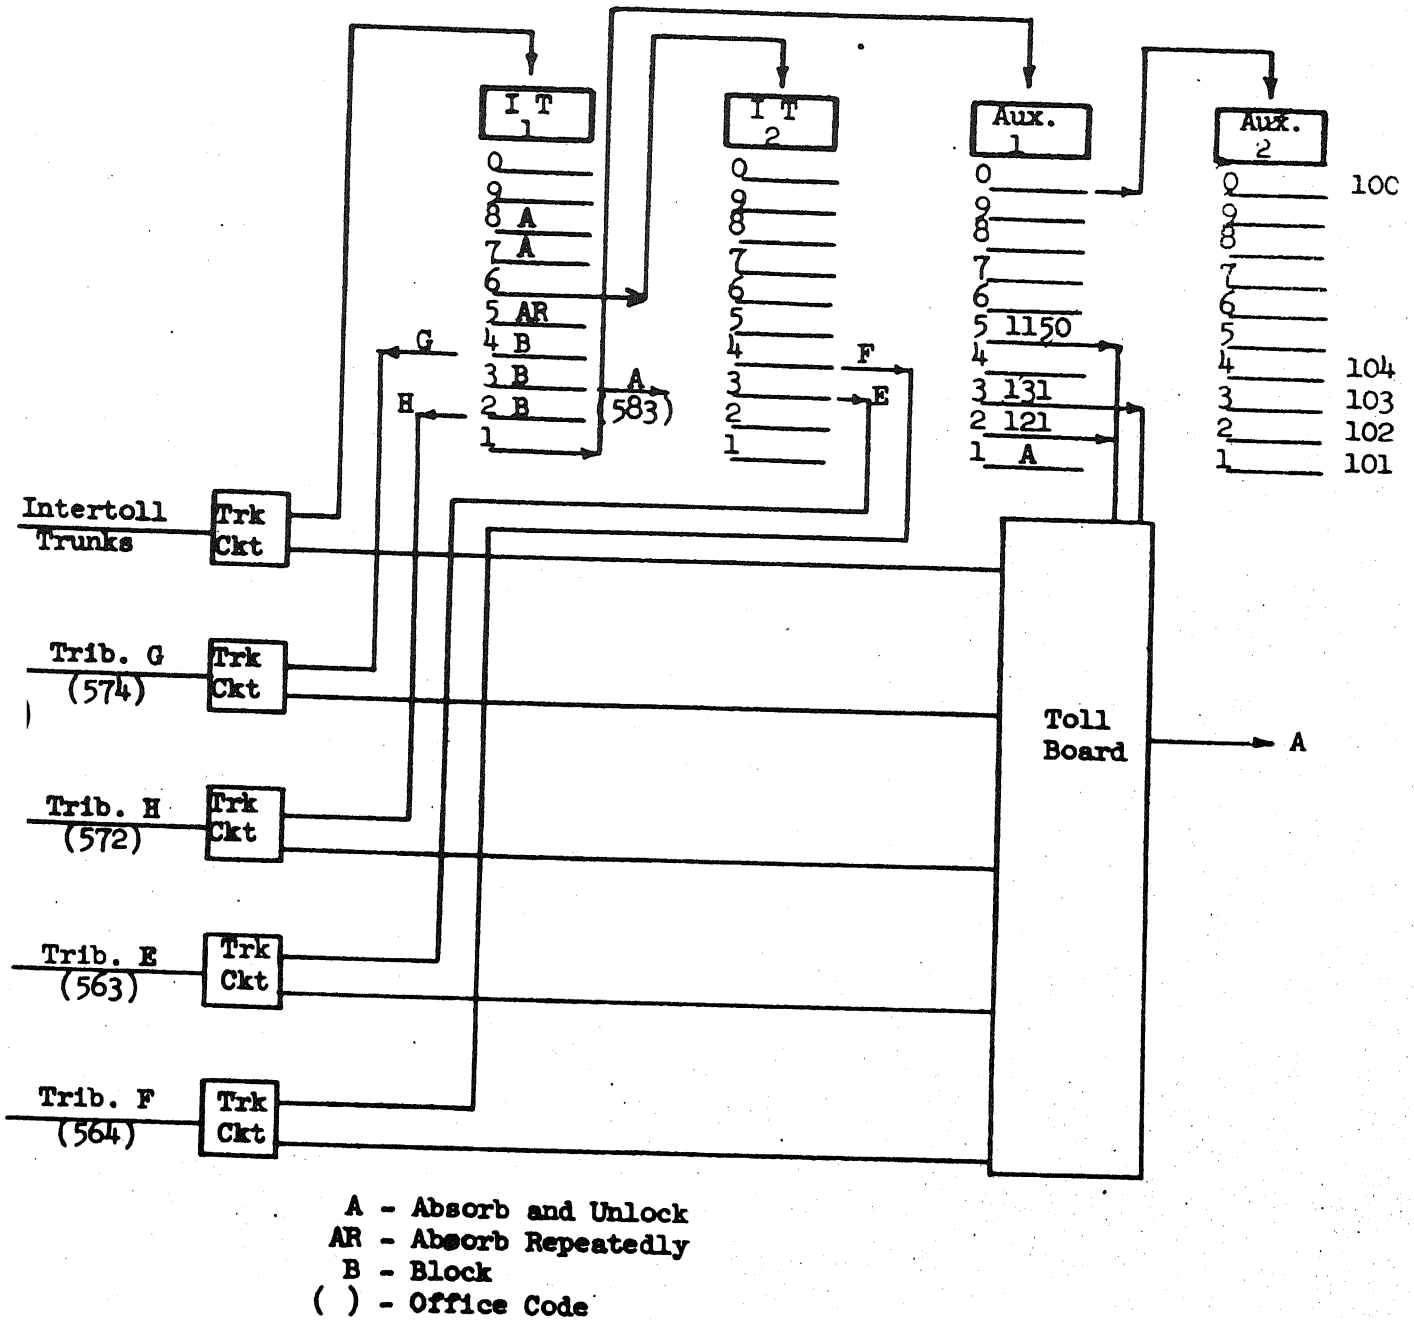 I T
1
I T
2
Aux.
1
Aux.
2
0
9
8 A
7 A
6
5 AR
4 B
3 B
2 B
1
G
H
A
(583)
0
9
8
7
6
5
4
3
2
1
F
E
0
9
8
7
6
5 1150
4
3 131
2 121
1 A
0 100
9
8
7
6
5
4 104
3 103
2 102
1 101
Intertoll
Trunks
Trk
Ckt
Trib. G
(574)
Trk
Ckt
Trib. H
(572)
Trk
Ckt
Trib. E
(563)
Trk
Ckt
Trib. F
(564)
Trk
Ckt
Toll
Board
A
A - Absorb and Unlock
AR - Absorb Repeatedly
B - Block
( ) - Office Code